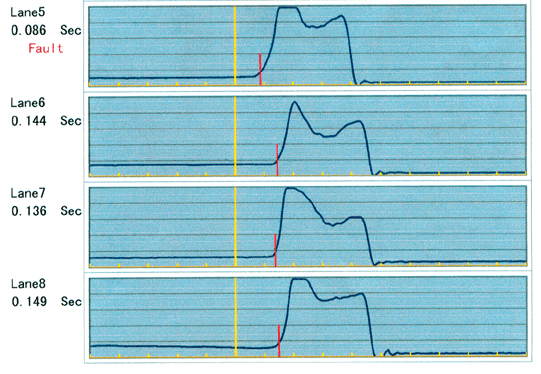 Lane5
0.086 Sec
Fault
Lane6
0.144 Sec
Lane7
0.136 Sec
Lane8
0.149 Sec